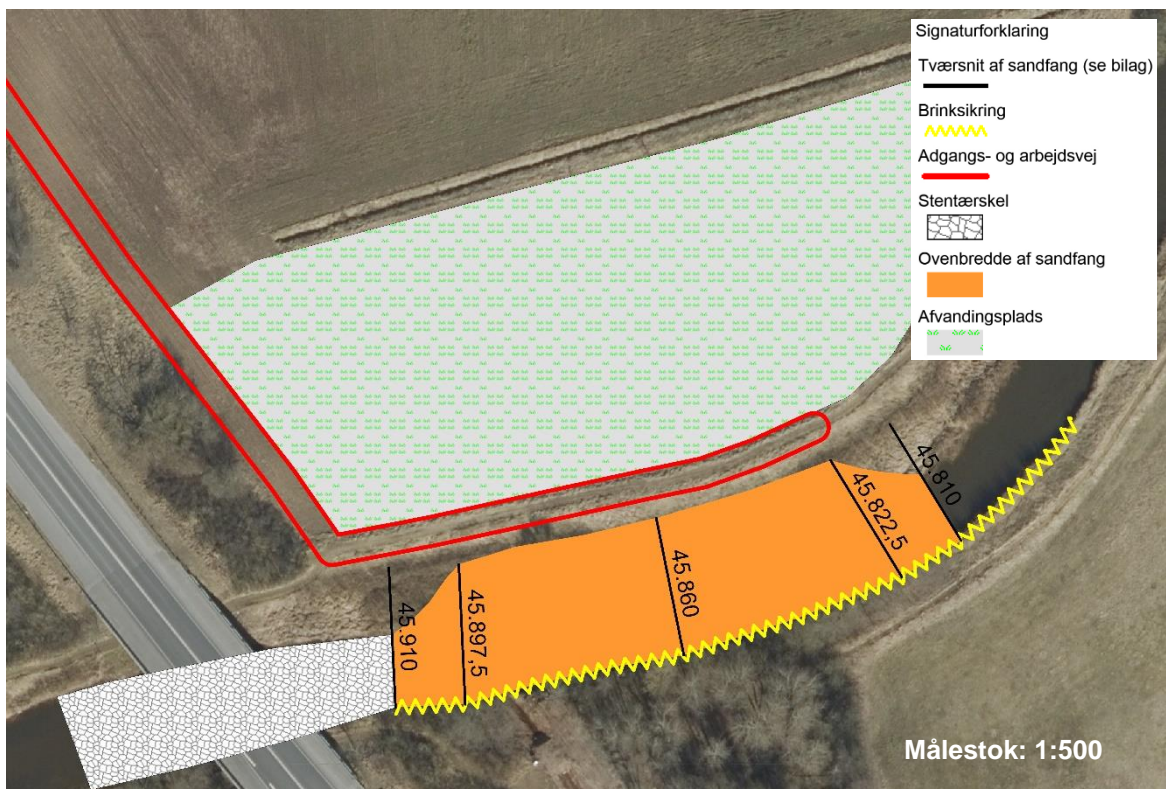 Signaturforklaring
Tværsnit af sandfang (se bilag)
Brinksikring
Adgangs- og arbejdsvej
Stentærskel
Ovenbredde af sandfang
Afvandingsplads
45.810
45.822,5
45.860
45.897,5
45.910
Målestok: 1:500